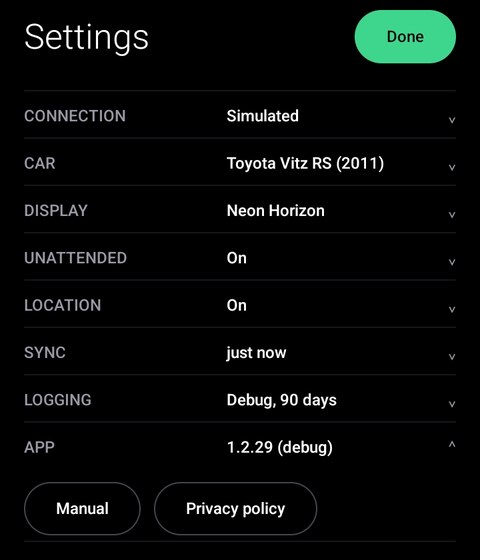 Settings
Done
CONNECTION Simulated
CAR Toyota Vitz RS (2011)
DISPLAY Neon Horizon
UNATTENDED On
LOCATION On
SYNC just now
LOGGING Debug, 90 days
APP 1.2.29 (debug)
Manual Privacy policy